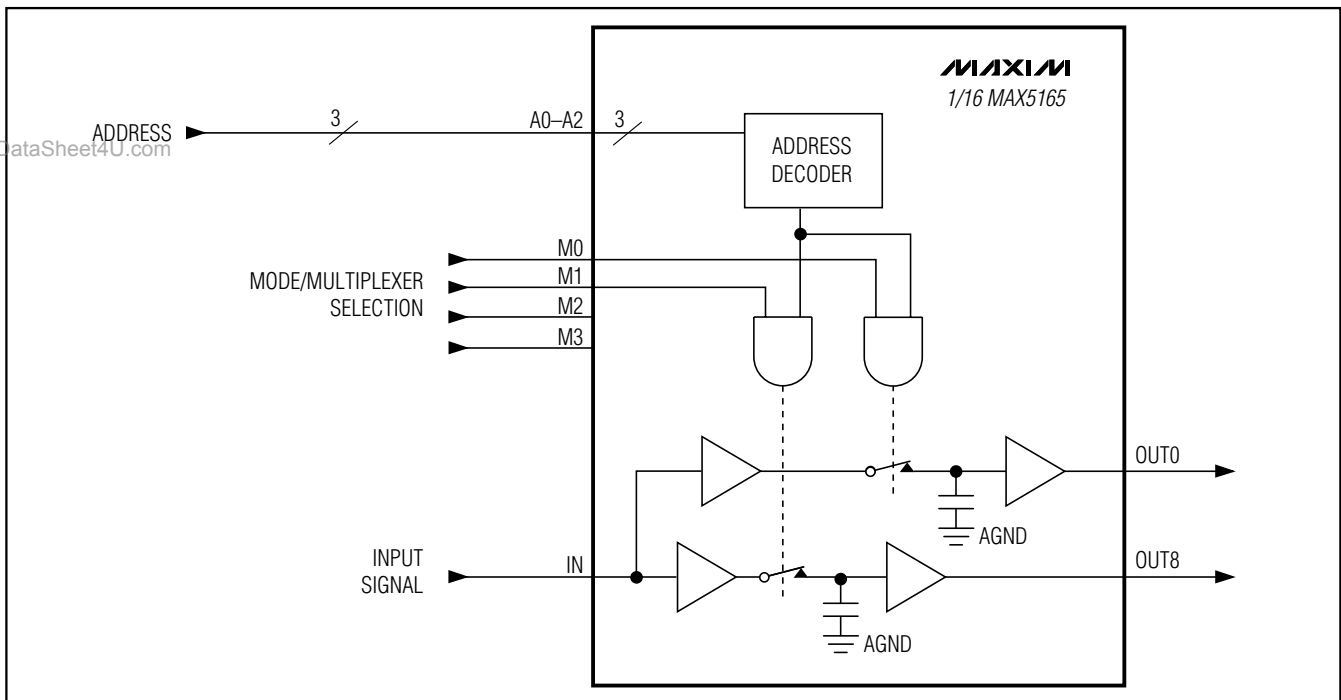 MAXIM
1/16 MAX5165
ADDRESS
3
A0–A2
3
ADDRESS
DECODER
DataSheet4U.com
M0
M1
M2
M3
MODE/MULTIPLEXER
SELECTION
OUT0
AGND
INPUT
SIGNAL
IN
OUT8
AGND